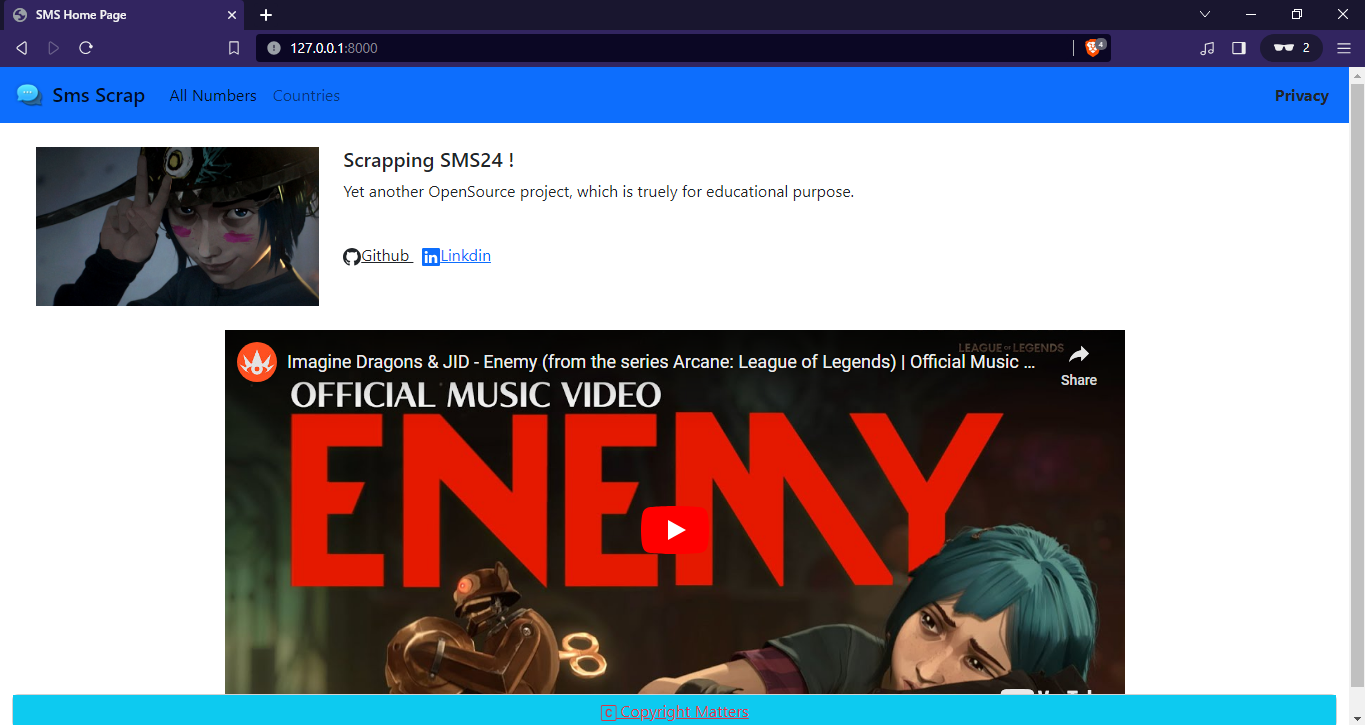 SMS Home Page
127.0.0.1:8000
4
2
Sms Scrap
All Numbers
Countries
Privacy
Scrapping SMS24 !
Yet another OpenSource project, which is truely for educational purpose.
Github
in Linkdin
LEAGUE OF LEGENDS
Imagine Dragons & JID - Enemy (from the series Arcane: League of Legends) | Official Music ...
Share
OFFICIAL MUSIC VIDEO
ENEMY
© Copyright Matters